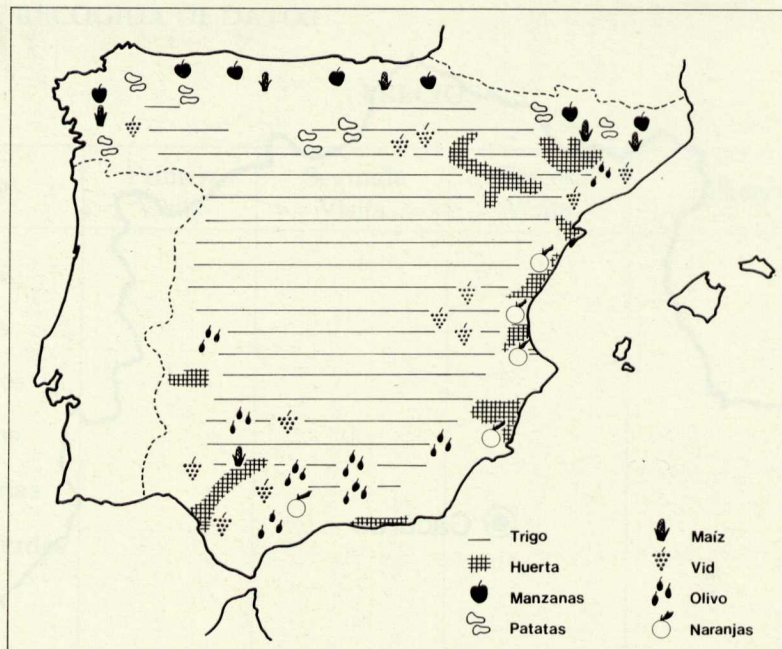 Trigo
Huerta
Manzanas
Patatas
Maíz
Vid
Olivo
Naranjas